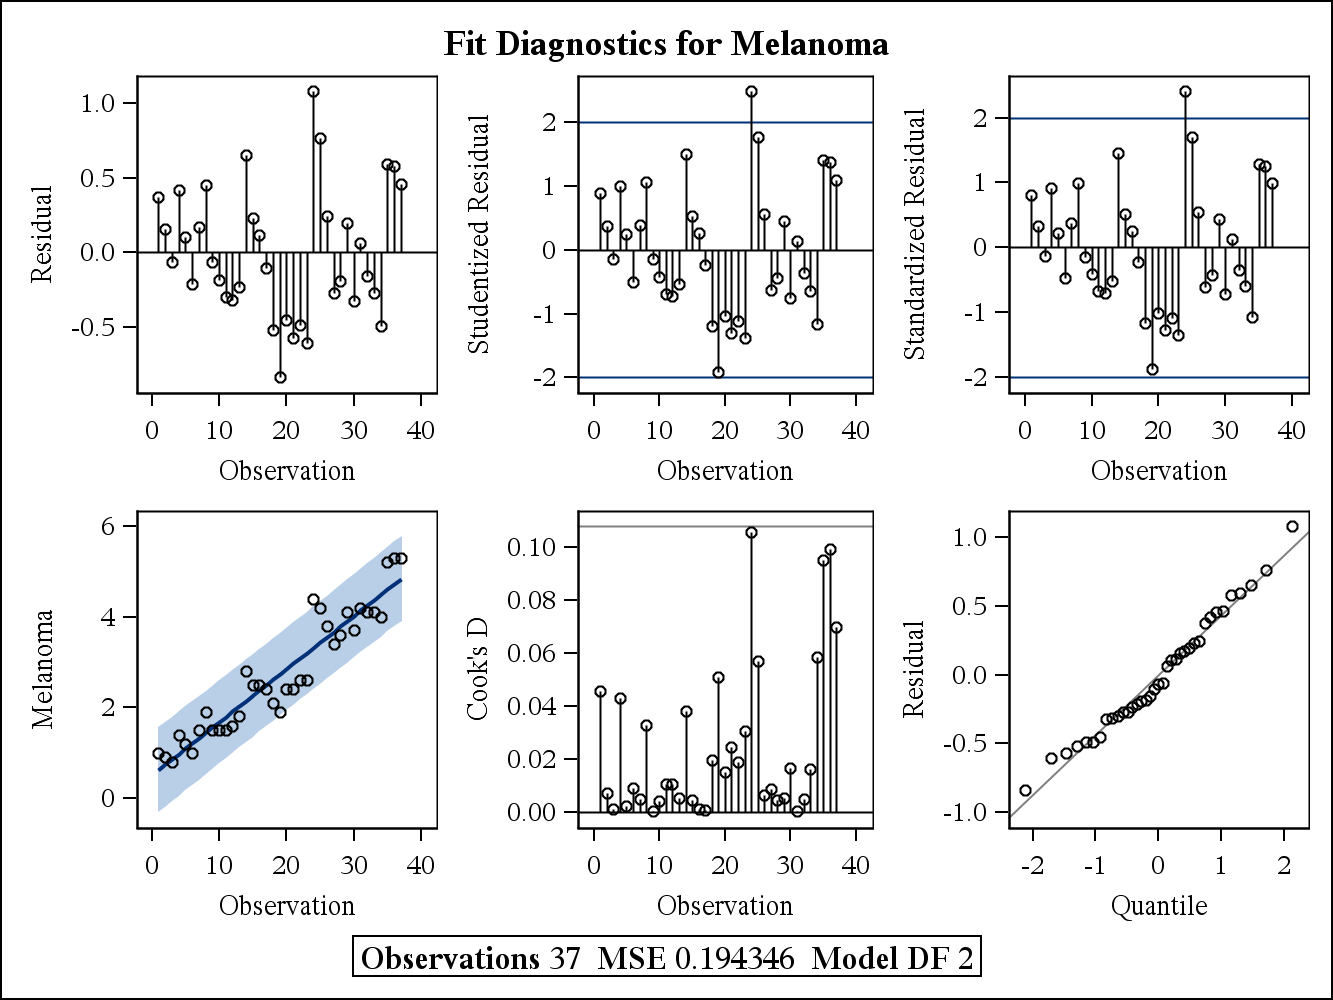 Fit Diagnostics for Melanoma
Residual
1.0
0.5
0.0
-0.5
0 10 20 30 40
Observation
Studentized Residual
2
1
0
-1
-2
0 10 20 30 40
Observation
Standardized Residual
2
1
0
-1
-2
0 10 20 30 40
Observation
Melanoma
6
4
2
0
0 10 20 30 40
Observation
Cook's D
0.10
0.08
0.06
0.04
0.02
0.00
0 10 20 30 40
Observation
Residual
1.0
0.5
0.0
-0.5
-1.0
-2 -1 0 1 2
Quantile
Observations 37 MSE 0.194346 Model DF 2